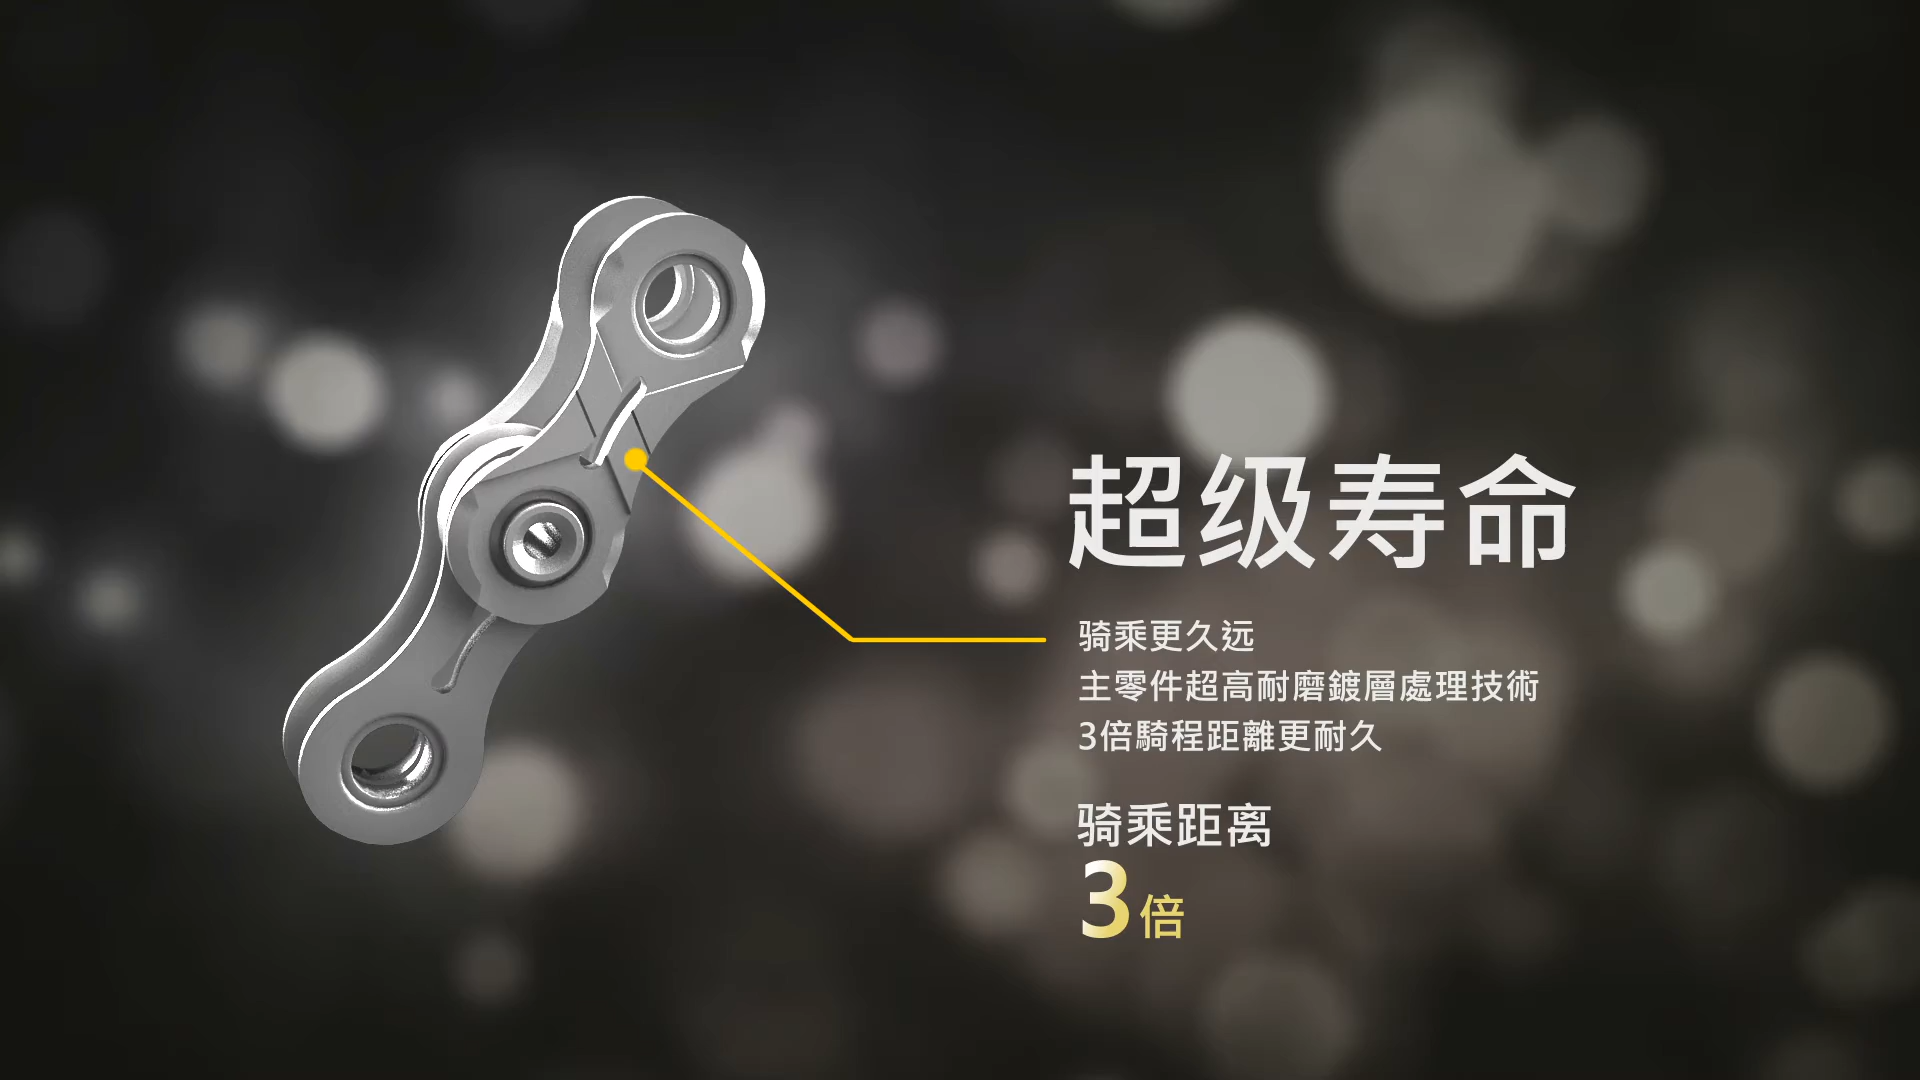 超级寿命
骑乘更久远
主零件超高耐磨鍍層處理技術
3倍騎程距離更耐久
骑乘距离
3倍